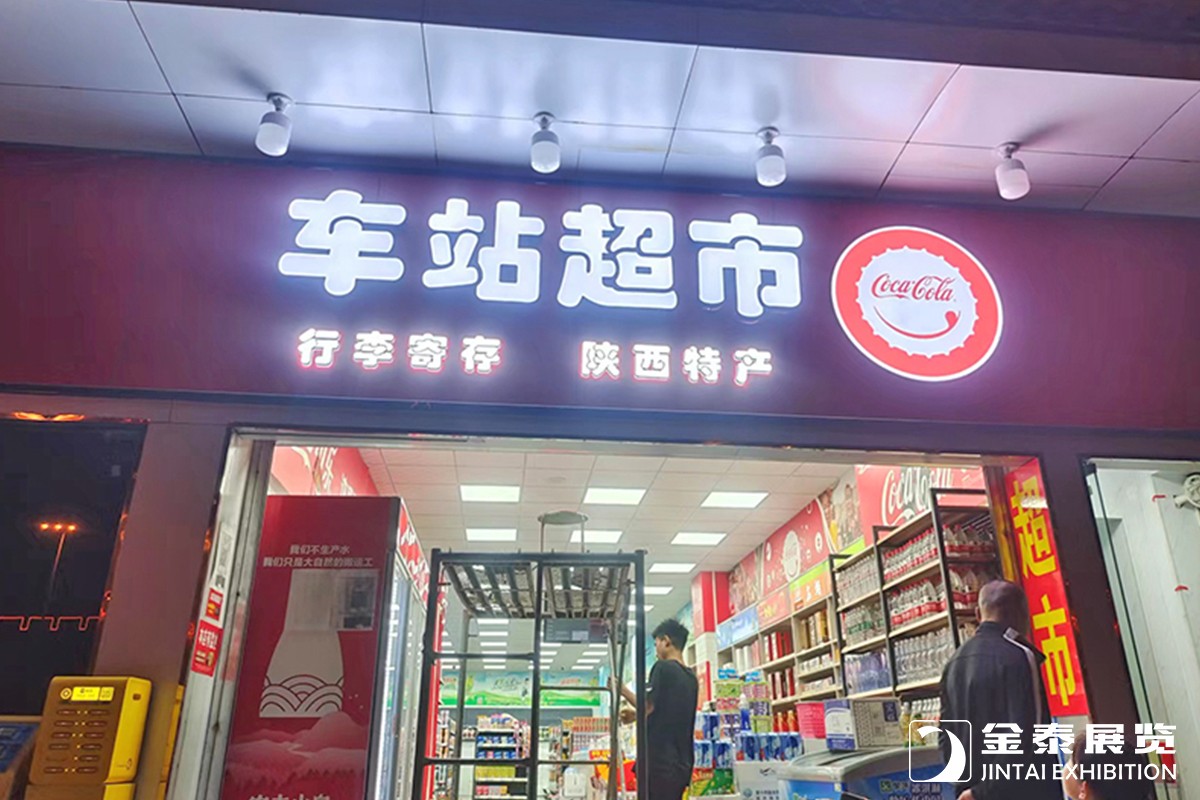 车站超市
Coca-Cola
行李寄存 陕西特产
我们不生产水
我们只是大自然的搬运工
Coca-Cola
超市
金泰展览
JINTAI EXHIBITION